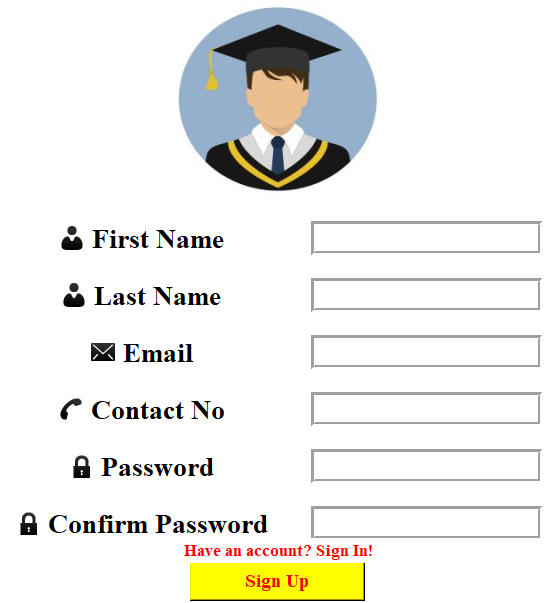 First Name
Last Name
Email
Contact No
Password
Confirm Password
Have an account? Sign In!
Sign Up